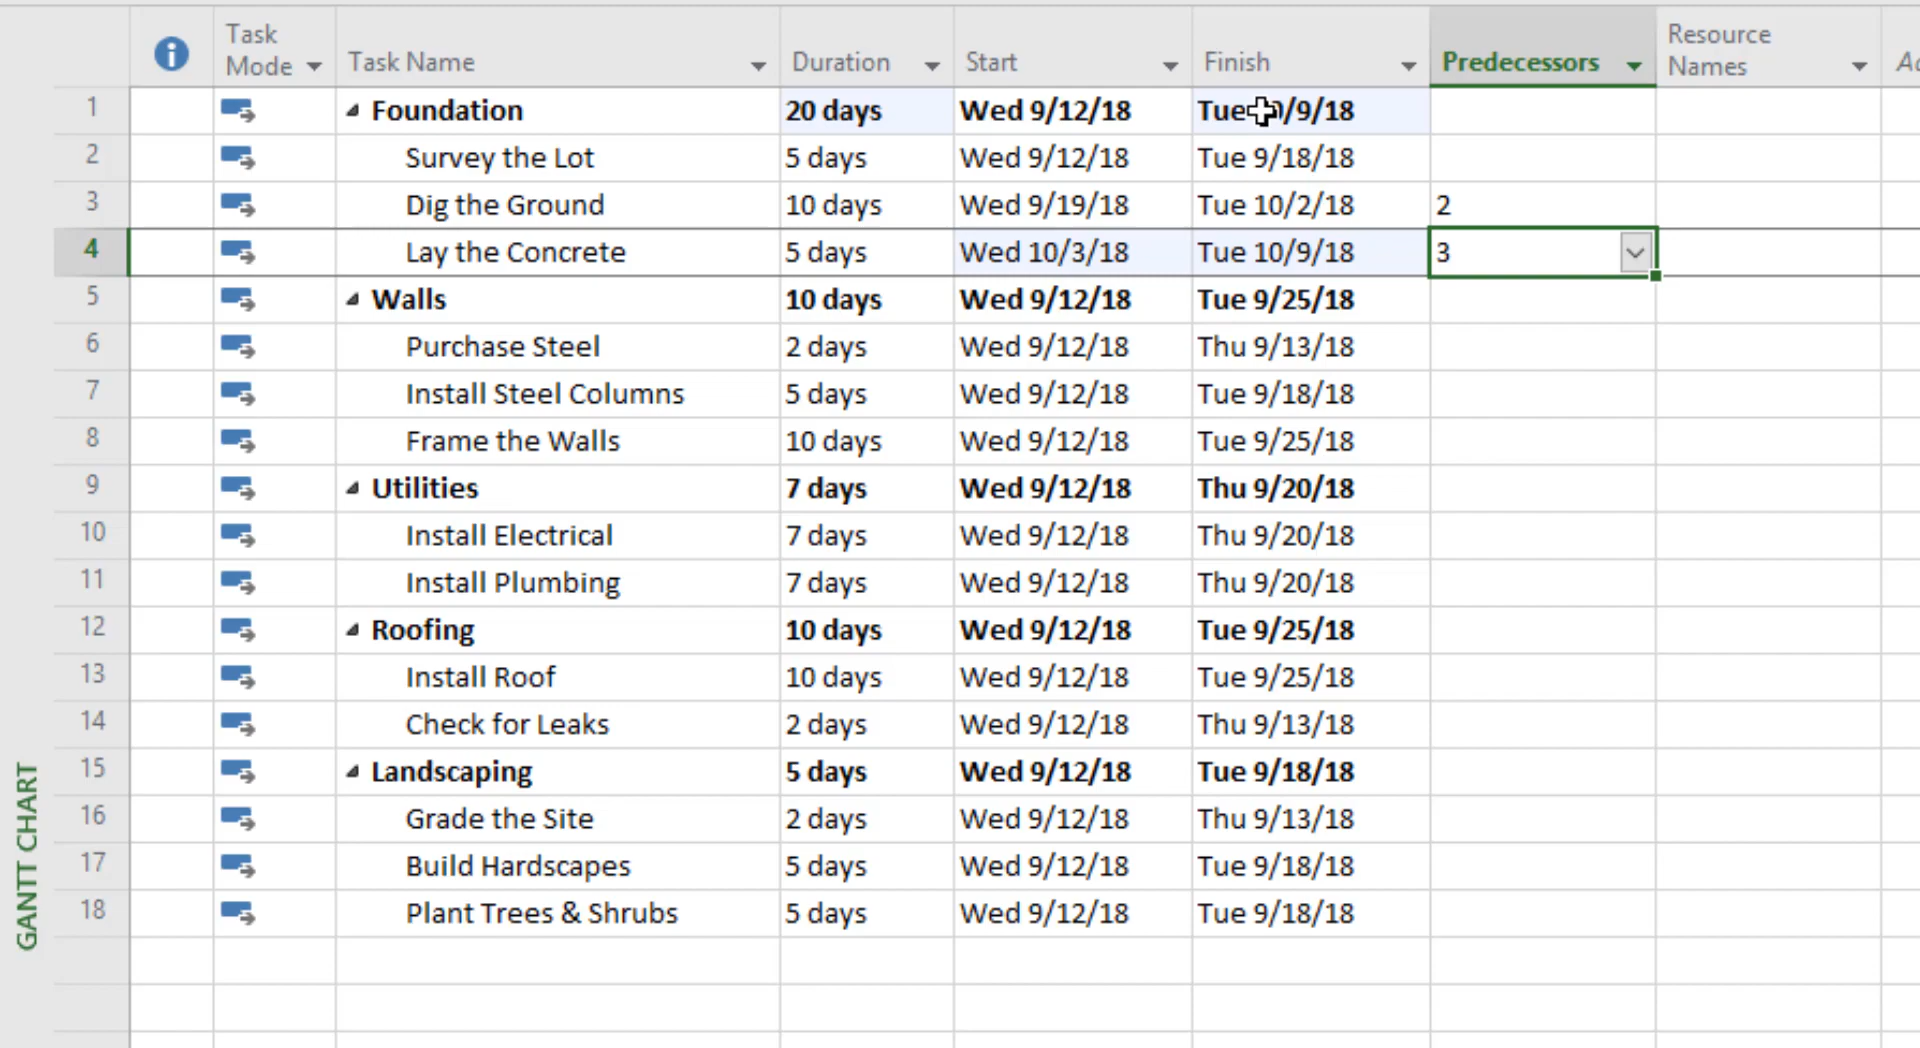 Task Mode Task Name Duration Start Finish Predecessors Resource Names Ac
1 Foundation 20 days Wed 9/12/18 Tue /9/18
2 Survey the Lot 5 days Wed 9/12/18 Tue 9/18/18
3 Dig the Ground 10 days Wed 9/19/18 Tue 10/2/18 2
4 Lay the Concrete 5 days Wed 10/3/18 Tue 10/9/18 3
5 Walls 10 days Wed 9/12/18 Tue 9/25/18
6 Purchase Steel 2 days Wed 9/12/18 Thu 9/13/18
7 Install Steel Columns 5 days Wed 9/12/18 Tue 9/18/18
8 Frame the Walls 10 days Wed 9/12/18 Tue 9/25/18
9 Utilities 7 days Wed 9/12/18 Thu 9/20/18
10 Install Electrical 7 days Wed 9/12/18 Thu 9/20/18
11 Install Plumbing 7 days Wed 9/12/18 Thu 9/20/18
12 Roofing 10 days Wed 9/12/18 Tue 9/25/18
13 Install Roof 10 days Wed 9/12/18 Tue 9/25/18
14 Check for Leaks 2 days Wed 9/12/18 Thu 9/13/18
15 Landscaping 5 days Wed 9/12/18 Tue 9/18/18
16 Grade the Site 2 days Wed 9/12/18 Thu 9/13/18
17 Build Hardscapes 5 days Wed 9/12/18 Tue 9/18/18
18 Plant Trees & Shrubs 5 days Wed 9/12/18 Tue 9/18/18
GANTT CHART